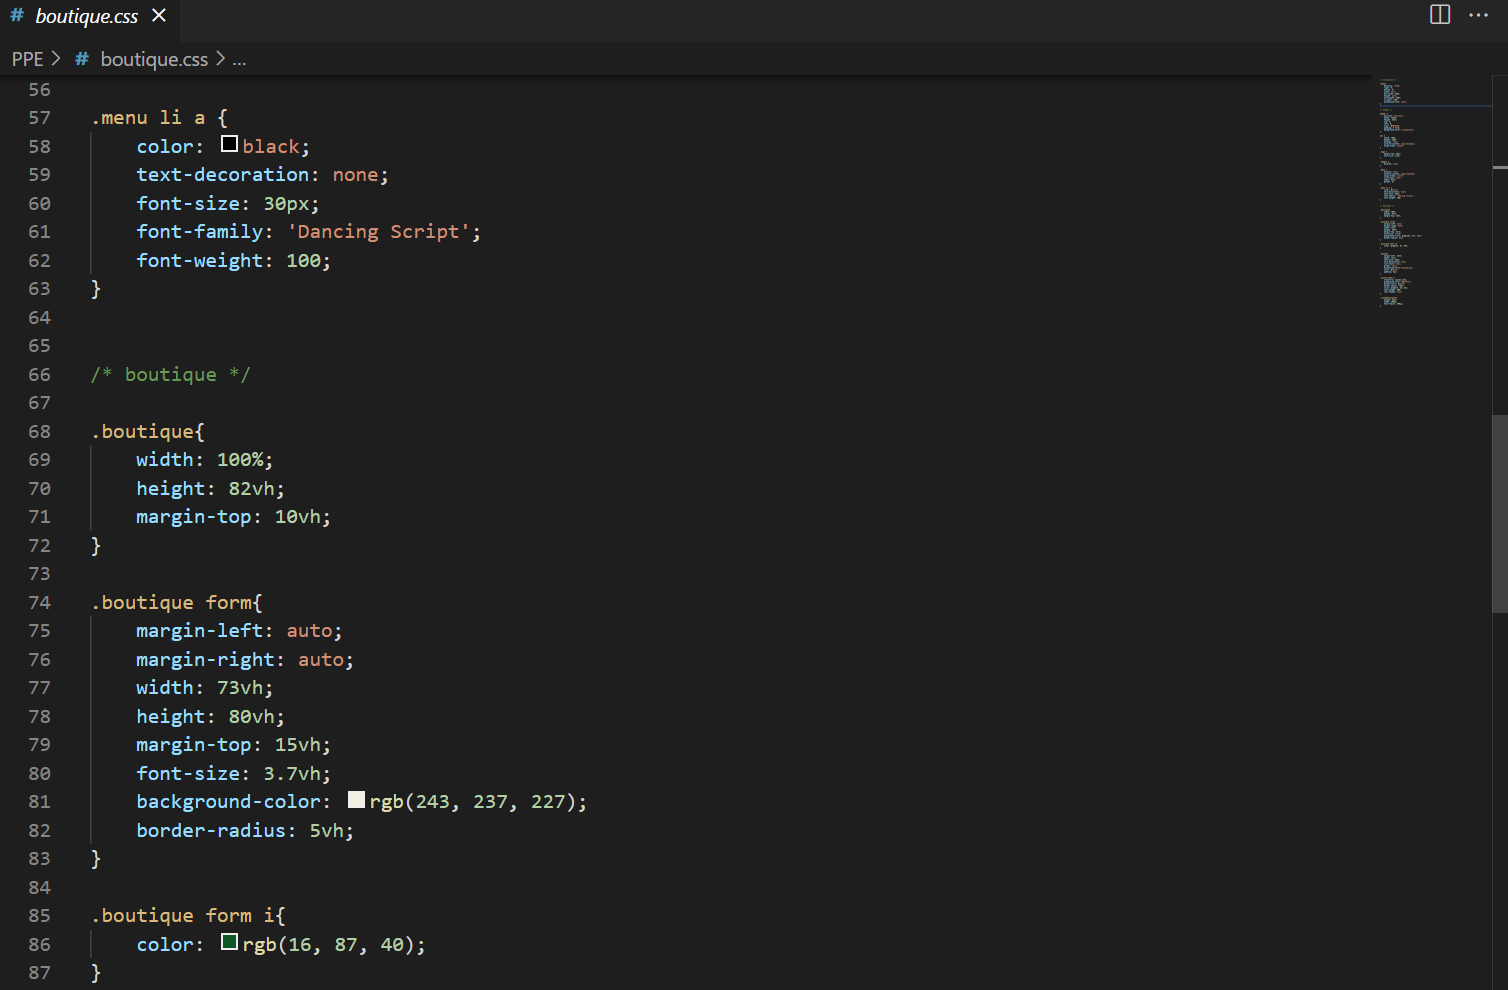 # boutique.css ×
PPE > # boutique.css > ...
56
57 .menu li a {
58 color: black;
59 text-decoration: none;
60 font-size: 30px;
61 font-family: 'Dancing Script';
62 font-weight: 100;
63 }
64
65
66 /* boutique */
67
68 .boutique{
69 width: 100%;
70 height: 82vh;
71 margin-top: 10vh;
72 }
73
74 .boutique form{
75 margin-left: auto;
76 margin-right: auto;
77 width: 73vh;
78 height: 80vh;
79 margin-top: 15vh;
80 font-size: 3.7vh;
81 background-color: rgb(243, 237, 227);
82 border-radius: 5vh;
83 }
84
85 .boutique form i{
86 color: rgb(16, 87, 40);
87 }